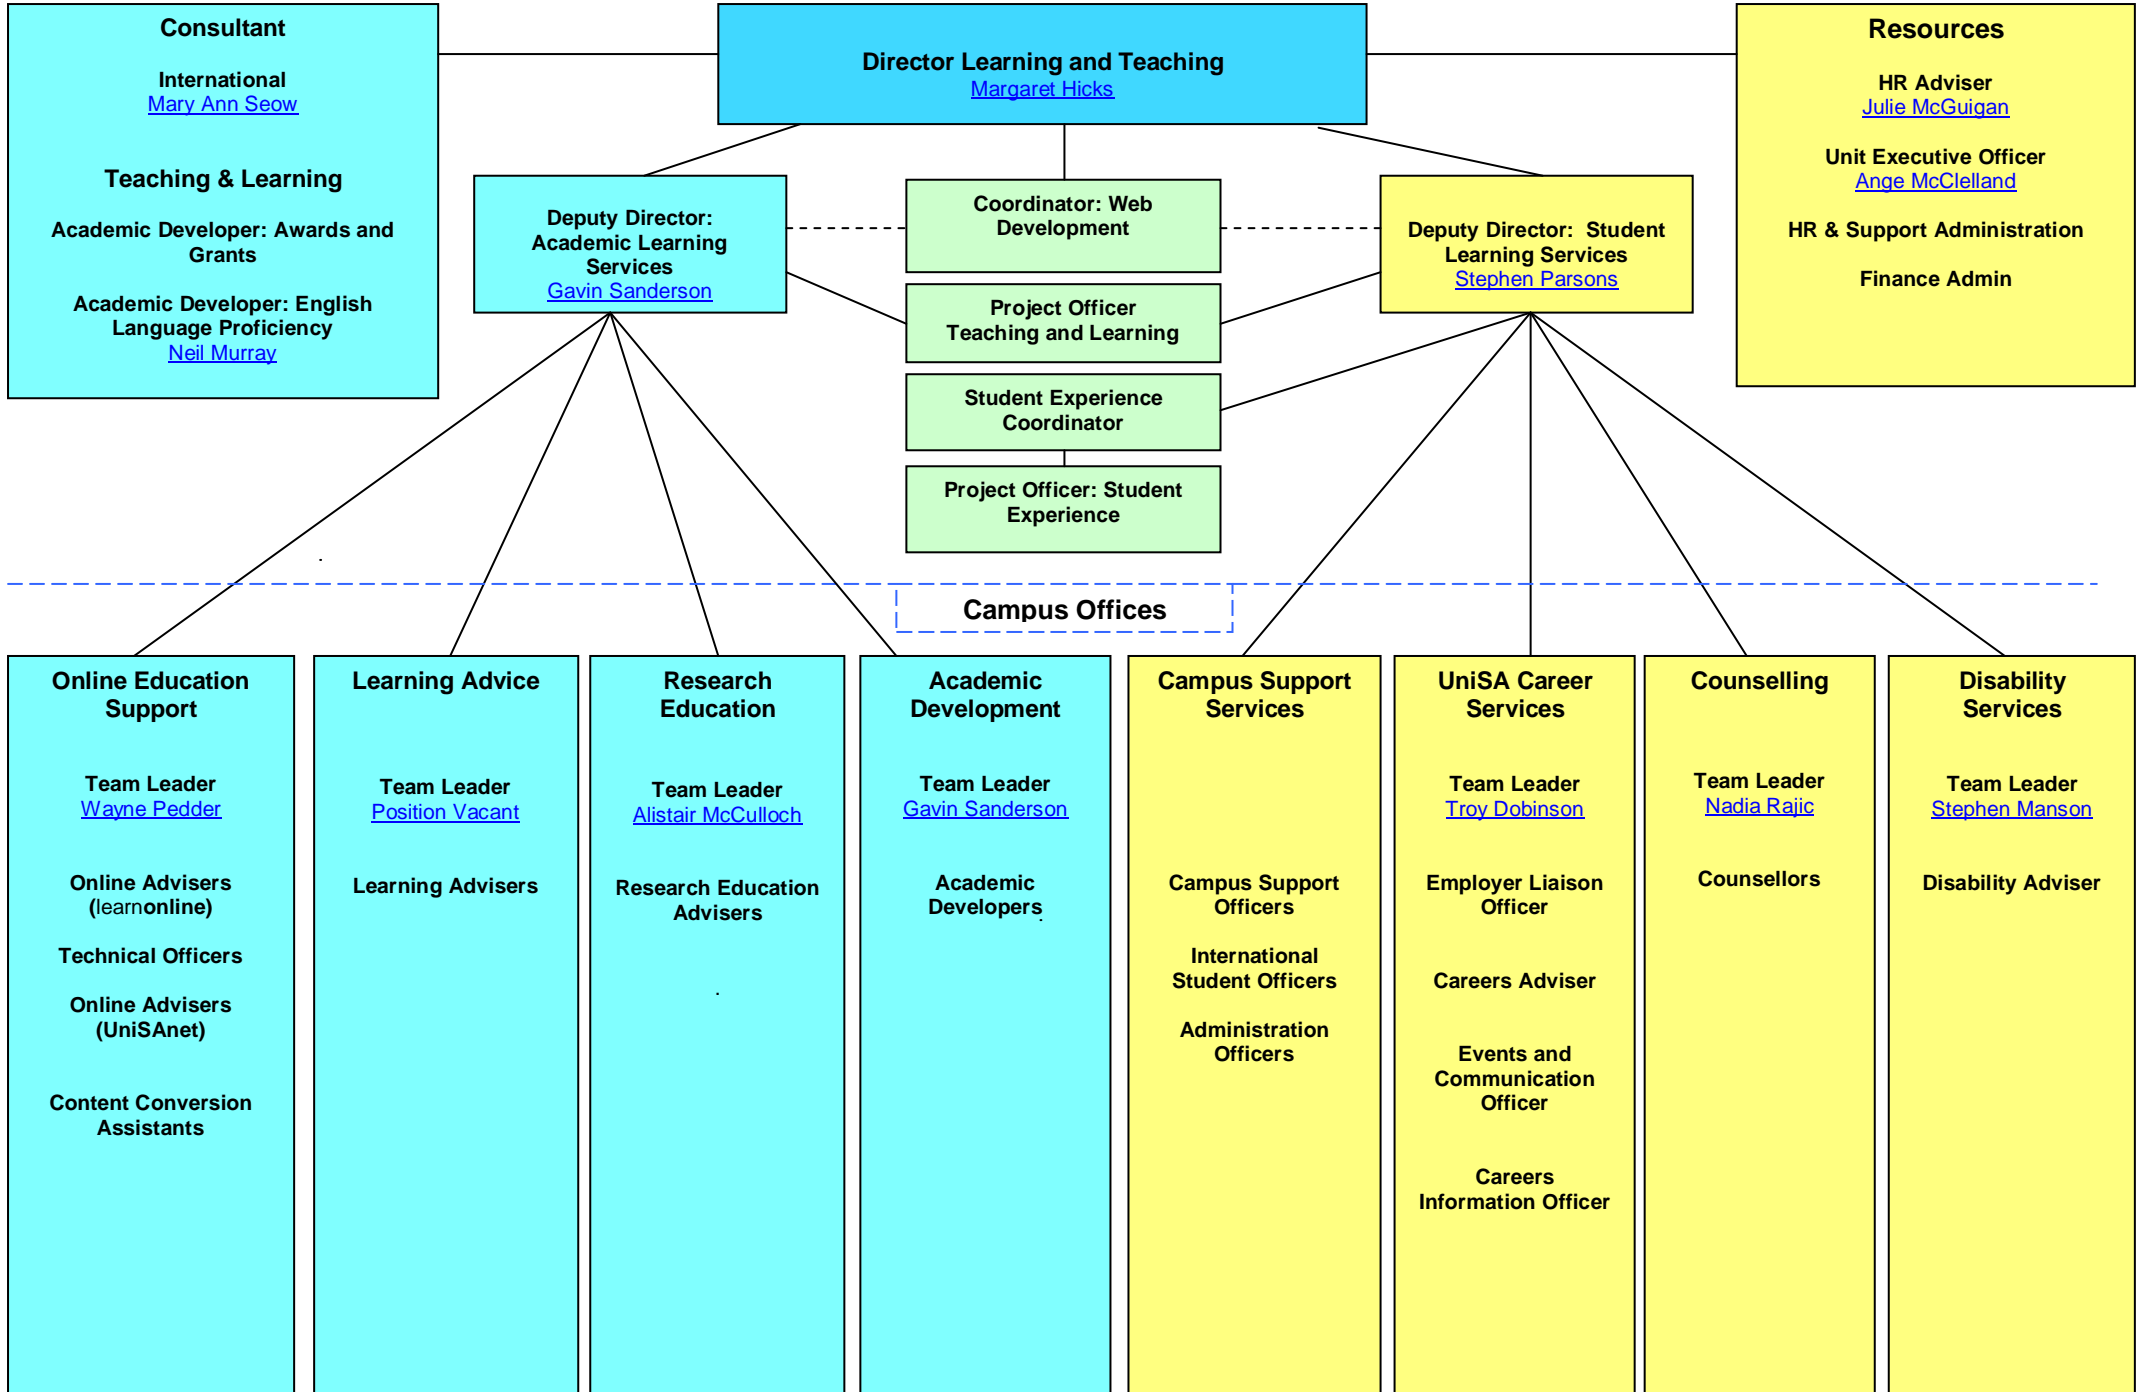 Consultant
International
Mary Ann Seow
Teaching & Learning
Academic Developer: Awards and
Grants
Academic Developer: English
Language Proficiency
Neil Murray
Director Learning and Teaching
Margaret Hicks
Resources
HR Adviser
Julie McGuigan
Unit Executive Officer
Ange McClelland
HR & Support Administration
Finance Admin
Deputy Director:
Academic Learning
Services
Gavin Sanderson
Coordinator: Web
Development
Project Officer
Teaching and Learning
Student Experience
Coordinator
Project Officer: Student
Experience
Deputy Director: Student
Learning Services
Stephen Parsons
Campus Offices
Online Education
Support
Team Leader
Wayne Pedder
Online Advisers
(learnonline)
Technical Officers
Online Advisers
(UniSAnet)
Content Conversion
Assistants
Learning Advice
Team Leader
Position Vacant
Learning Advisers
Research
Education
Team Leader
Alistair McCulloch
Research Education
Advisers
Academic
Development
Team Leader
Gavin Sanderson
Academic
Developers
Campus Support
Services
Campus Support
Officers
International
Student Officers
Administration
Officers
UniSA Career
Services
Team Leader
Troy Dobinson
Employer Liaison
Officer
Careers Adviser
Events and
Communication
Officer
Careers
Information Officer
Counselling
Team Leader
Nadia Rajic
Counsellors
Disability
Services
Team Leader
Stephen Manson
Disability Adviser